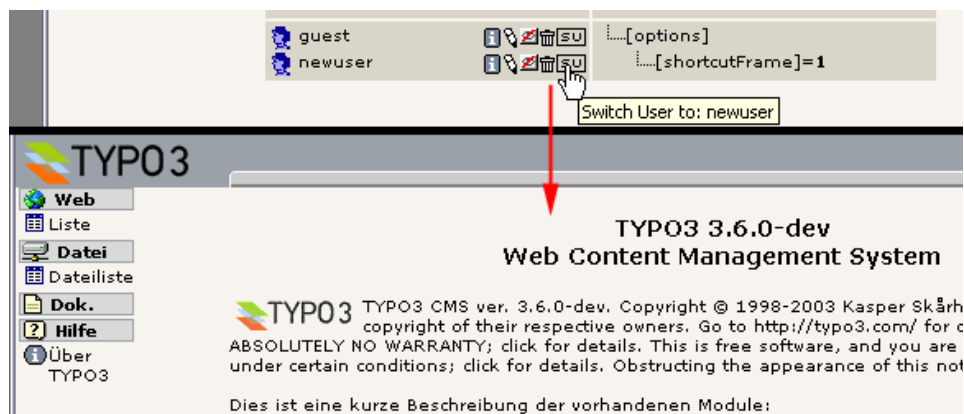 guest SU [options]
newuser SU [shortcutFrame]=1
Switch User to: newuser
TYPO3
Web
Liste
Datei
Dateiliste
Dok.
Hilfe
Über
TYPO3
TYPO3 3.6.0-dev
Web Content Management System
TYPO3 TYPO3 CMS ver. 3.6.0-dev. Copyright © 1998-2003 Kasper Skårh
copyright of their respective owners. Go to http://typo3.com/ for
ABSOLUTELY NO WARRANTY; click for details. This is free software, and you are
under certain conditions; click for details. Obstructing the appearance of this not
Dies ist eine kurze Beschreibung der vorhandenen Module: